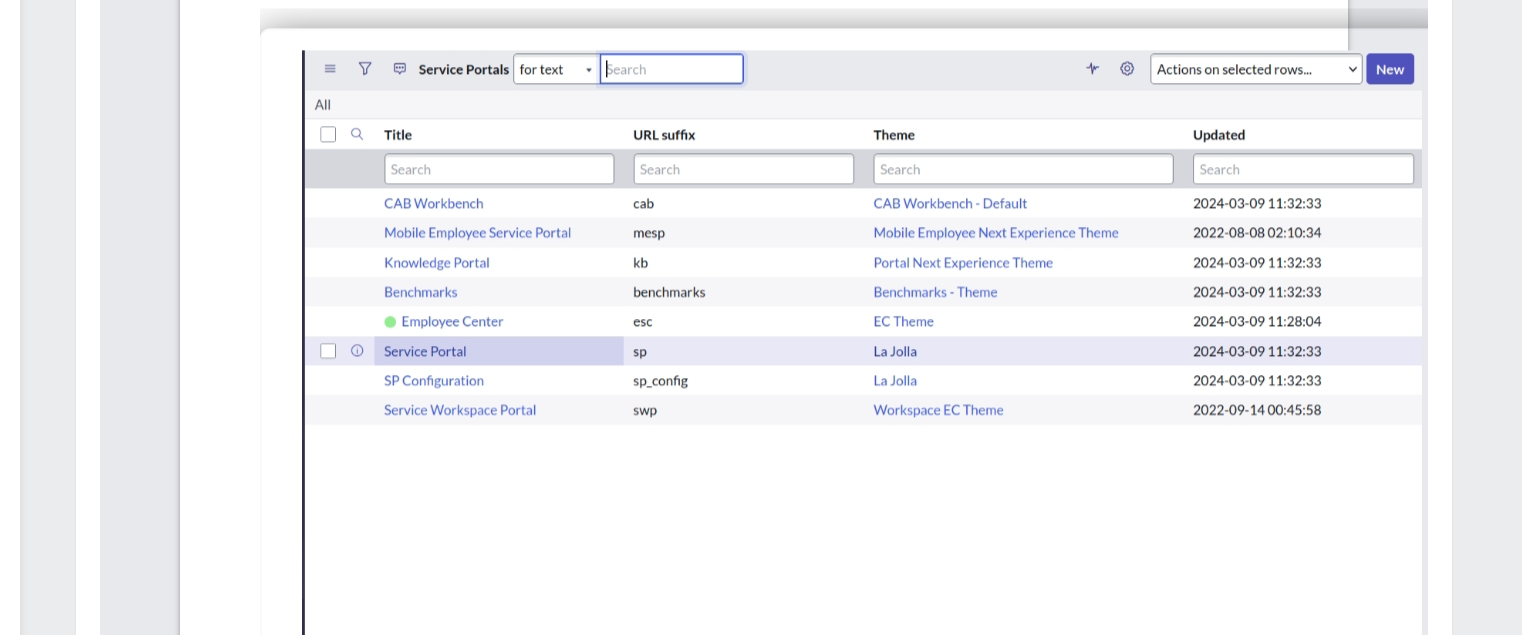 Service Portals for text Search Actions on selected rows... New
All
Title URL suffix Theme Updated
Search Search Search Search
CAB Workbench cab CAB Workbench - Default 2024-03-09 11:32:33
Mobile Employee Service Portal mesp Mobile Employee Next Experience Theme 2022-08-08 02:10:34
Knowledge Portal kb Portal Next Experience Theme 2024-03-09 11:32:33
Benchmarks benchmarks Benchmarks - Theme 2024-03-09 11:32:33
Employee Center esc EC Theme 2024-03-09 11:28:04
Service Portal sp La Jolla 2024-03-09 11:32:33
SP Configuration sp_config La Jolla 2024-03-09 11:32:33
Service Workspace Portal swp Workspace EC Theme 2022-09-14 00:45:58